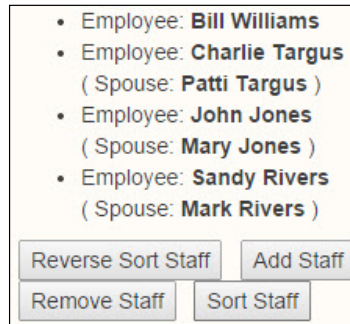 • Employee: Bill Williams
• Employee: Charlie Targus
( Spouse: Patti Targus )
• Employee: John Jones
( Spouse: Mary Jones )
• Employee: Sandy Rivers
( Spouse: Mark Rivers )
Reverse Sort Staff Add Staff
Remove Staff Sort Staff